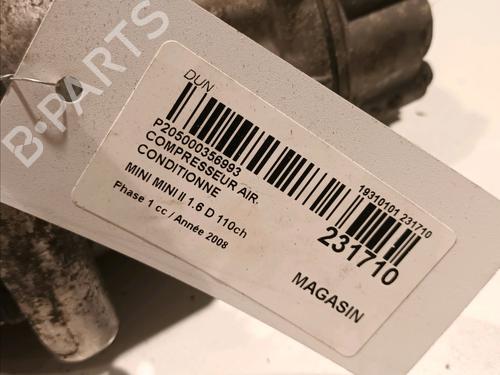 DUN
P205000356993
COMPRESSEUR AIR
CONDITIONNE
MINI MINI II 1.6 D 110ch
Phase 1 cc / Année 2008
19310101 231710
231710
MAGASIN
B-PARTS